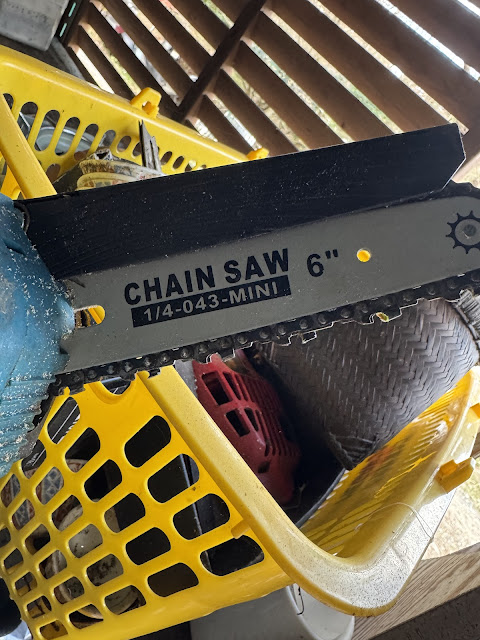 CHAIN SAW 6"
1/4-043-MINI